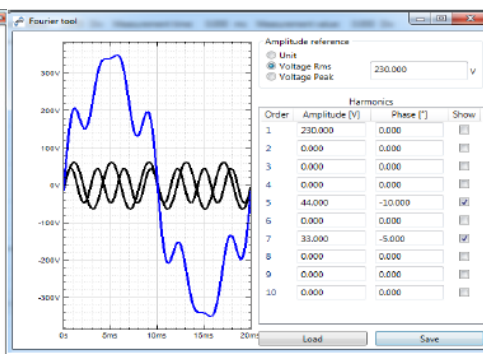 Fourier tool
Amplitude reference
Unit
Voltage Rms
Voltage Peak
230.000 V
Harmonics
Order Amplitude [V] Phase [°] Show
1 230.000 0.000
2 0.000 0.000
3 0.000 0.000
4 0.000 0.000
5 44.000 -10.000
6 0.000 0.000
7 33.000 -5.000
8 0.000 0.000
9 0.000 0.000
10 0.000 0.000
Load Save
300V
200V
100V
0V
-100V
-200V
-300V
0s 5ms 10ms 15ms 20ms